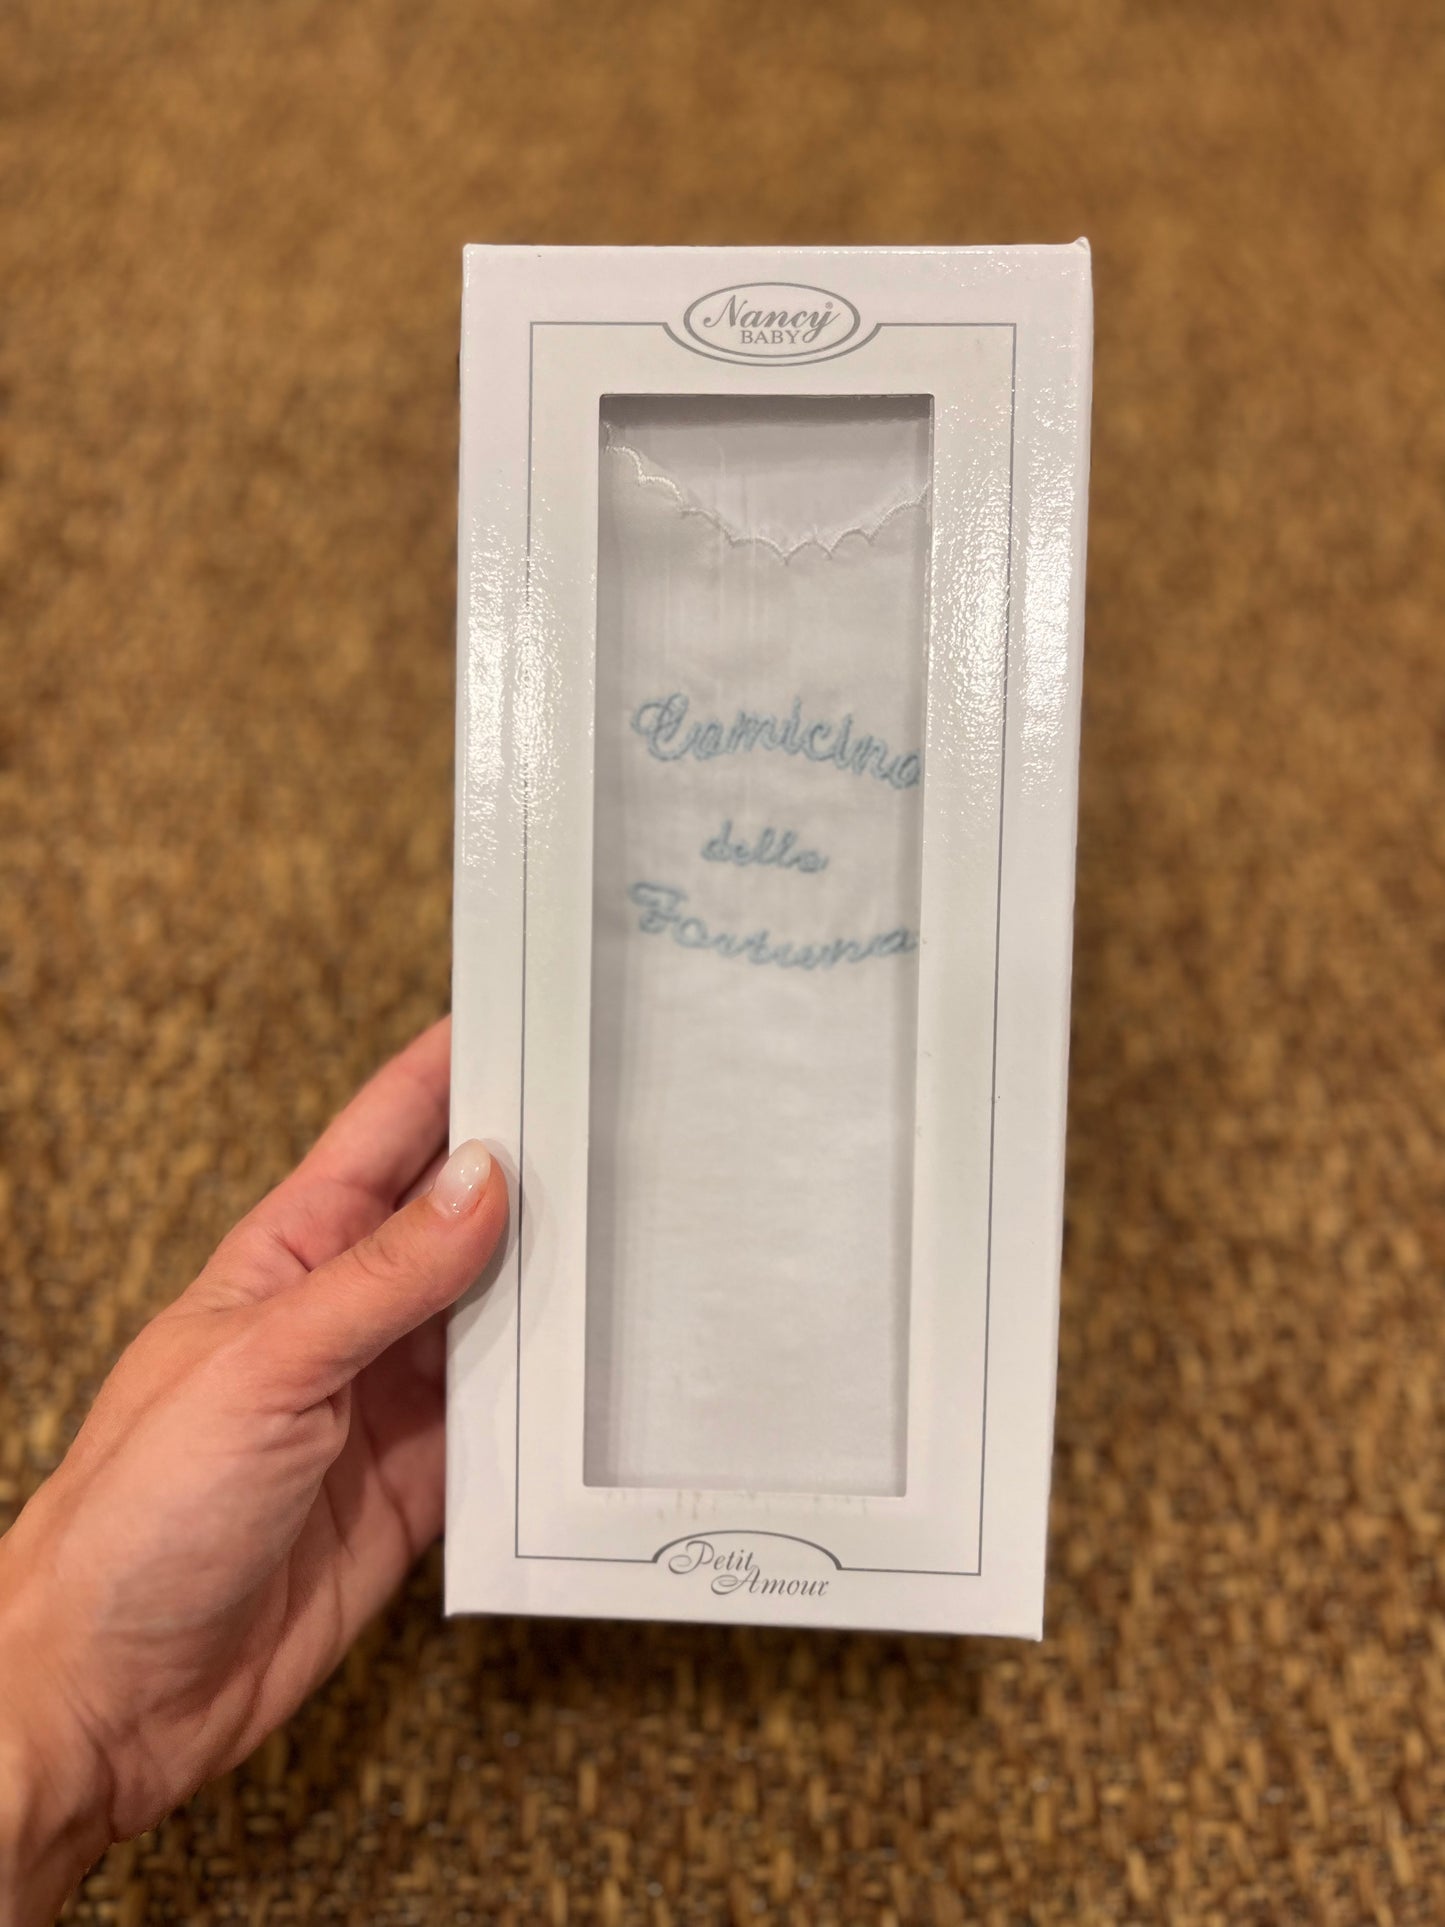 Nancy®
BABY
Camicino
della
Fortuna
Petit
Amour